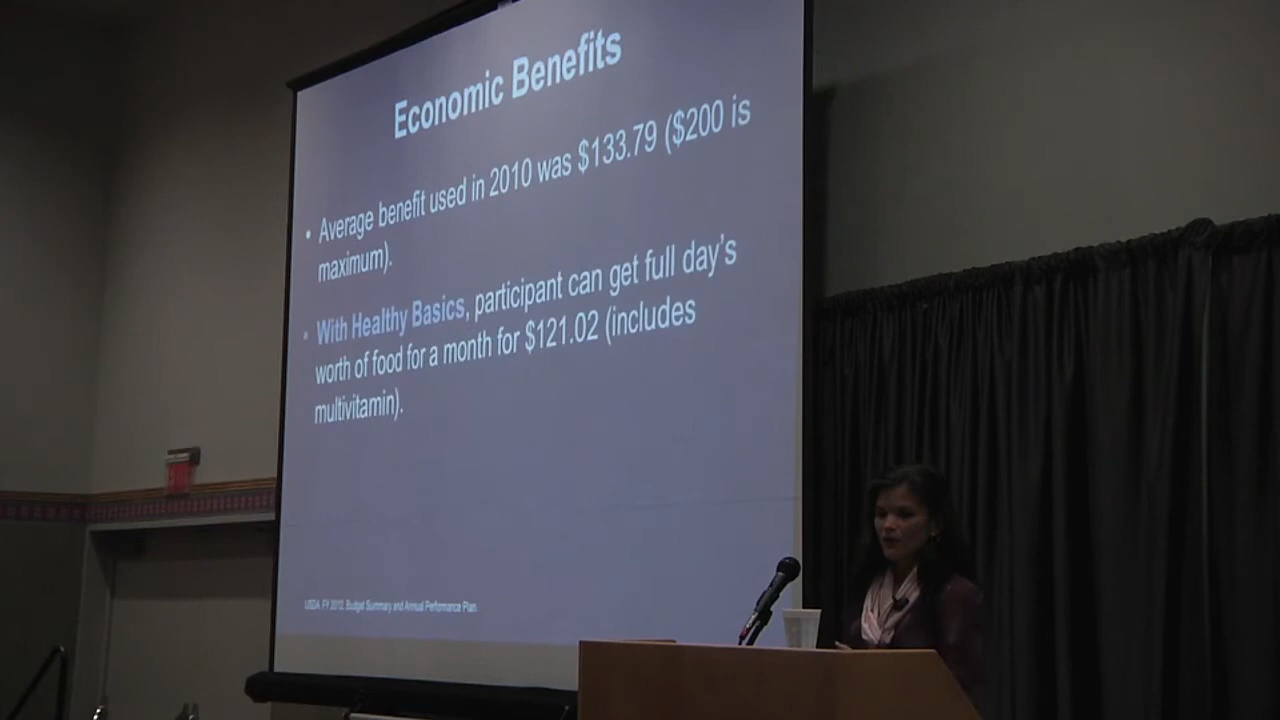 Economic Benefits
• Average benefit used in 2010 was $133.79 ($200 is
maximum).
• With Healthy Basics, participant can get full day's
worth of food for a month for $121.02 (includes
multivitamin).
USDA. FY 2012. Budget Summary and Annual Performance Plan.